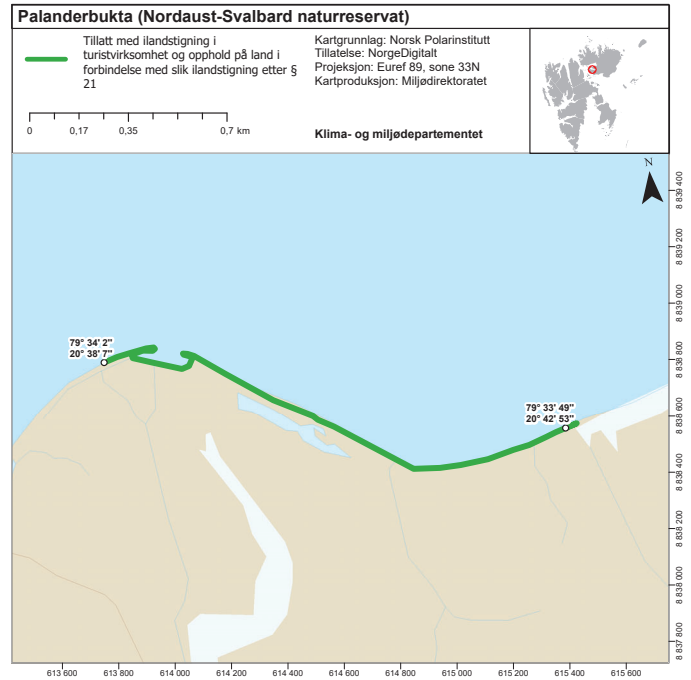 Palanderbukta (Nordaust-Svalbard naturreservat)
Tillatt med ilandstigning i
turistvirksomhet og opphold på land i
forbindelse med slik ilandstigning etter §
21
0 0,17 0,35 0,7 km
Kartgrunnlag: Norsk Polarinstitutt
Tillatelse: NorgeDigitalt
Projeksjon: Euref 89, sone 33N
Kartproduksjon: Miljødirektoratet
Klima- og miljødepartementet
N
8 839 400
8 839 200
8 839 000
8 838 800
8 838 600
8 838 400
8 838 200
8 838 000
8 837 800
79° 34' 2"
20° 38' 7"
79° 33' 49"
20° 42' 53"
613 600 613 800 614 000 614 200 614 400 614 600 614 800 615 000 615 200 615 400 615 600